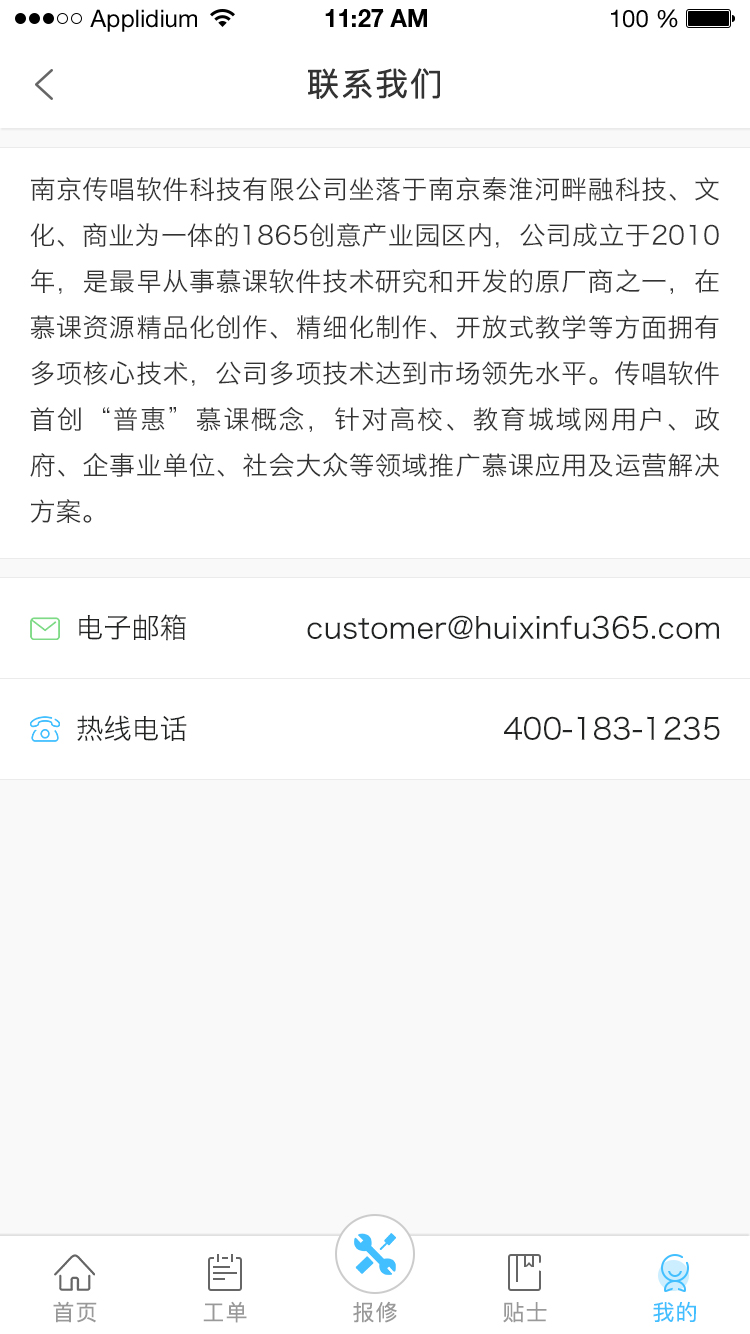 Applidium 11:27 AM 100 %
联系我们
南京传唱软件科技有限公司坐落于南京秦淮河畔融科技、文
化、商业为一体的1865创意产业园区内，公司成立于2010
年，是最早从事慕课软件技术研究和开发的原厂商之一，在
慕课资源精品化创作、精细化制作、开放式教学等方面拥有
多项核心技术，公司多项技术达到市场领先水平。传唱软件
首创“普惠”慕课概念，针对高校、教育城域网用户、政
府、企事业单位、社会大众等领域推广慕课应用及运营解决
方案。
电子邮箱 customer@huixinfu365.com
热线电话 400-183-1235
首页 工单 报修 贴士 我的